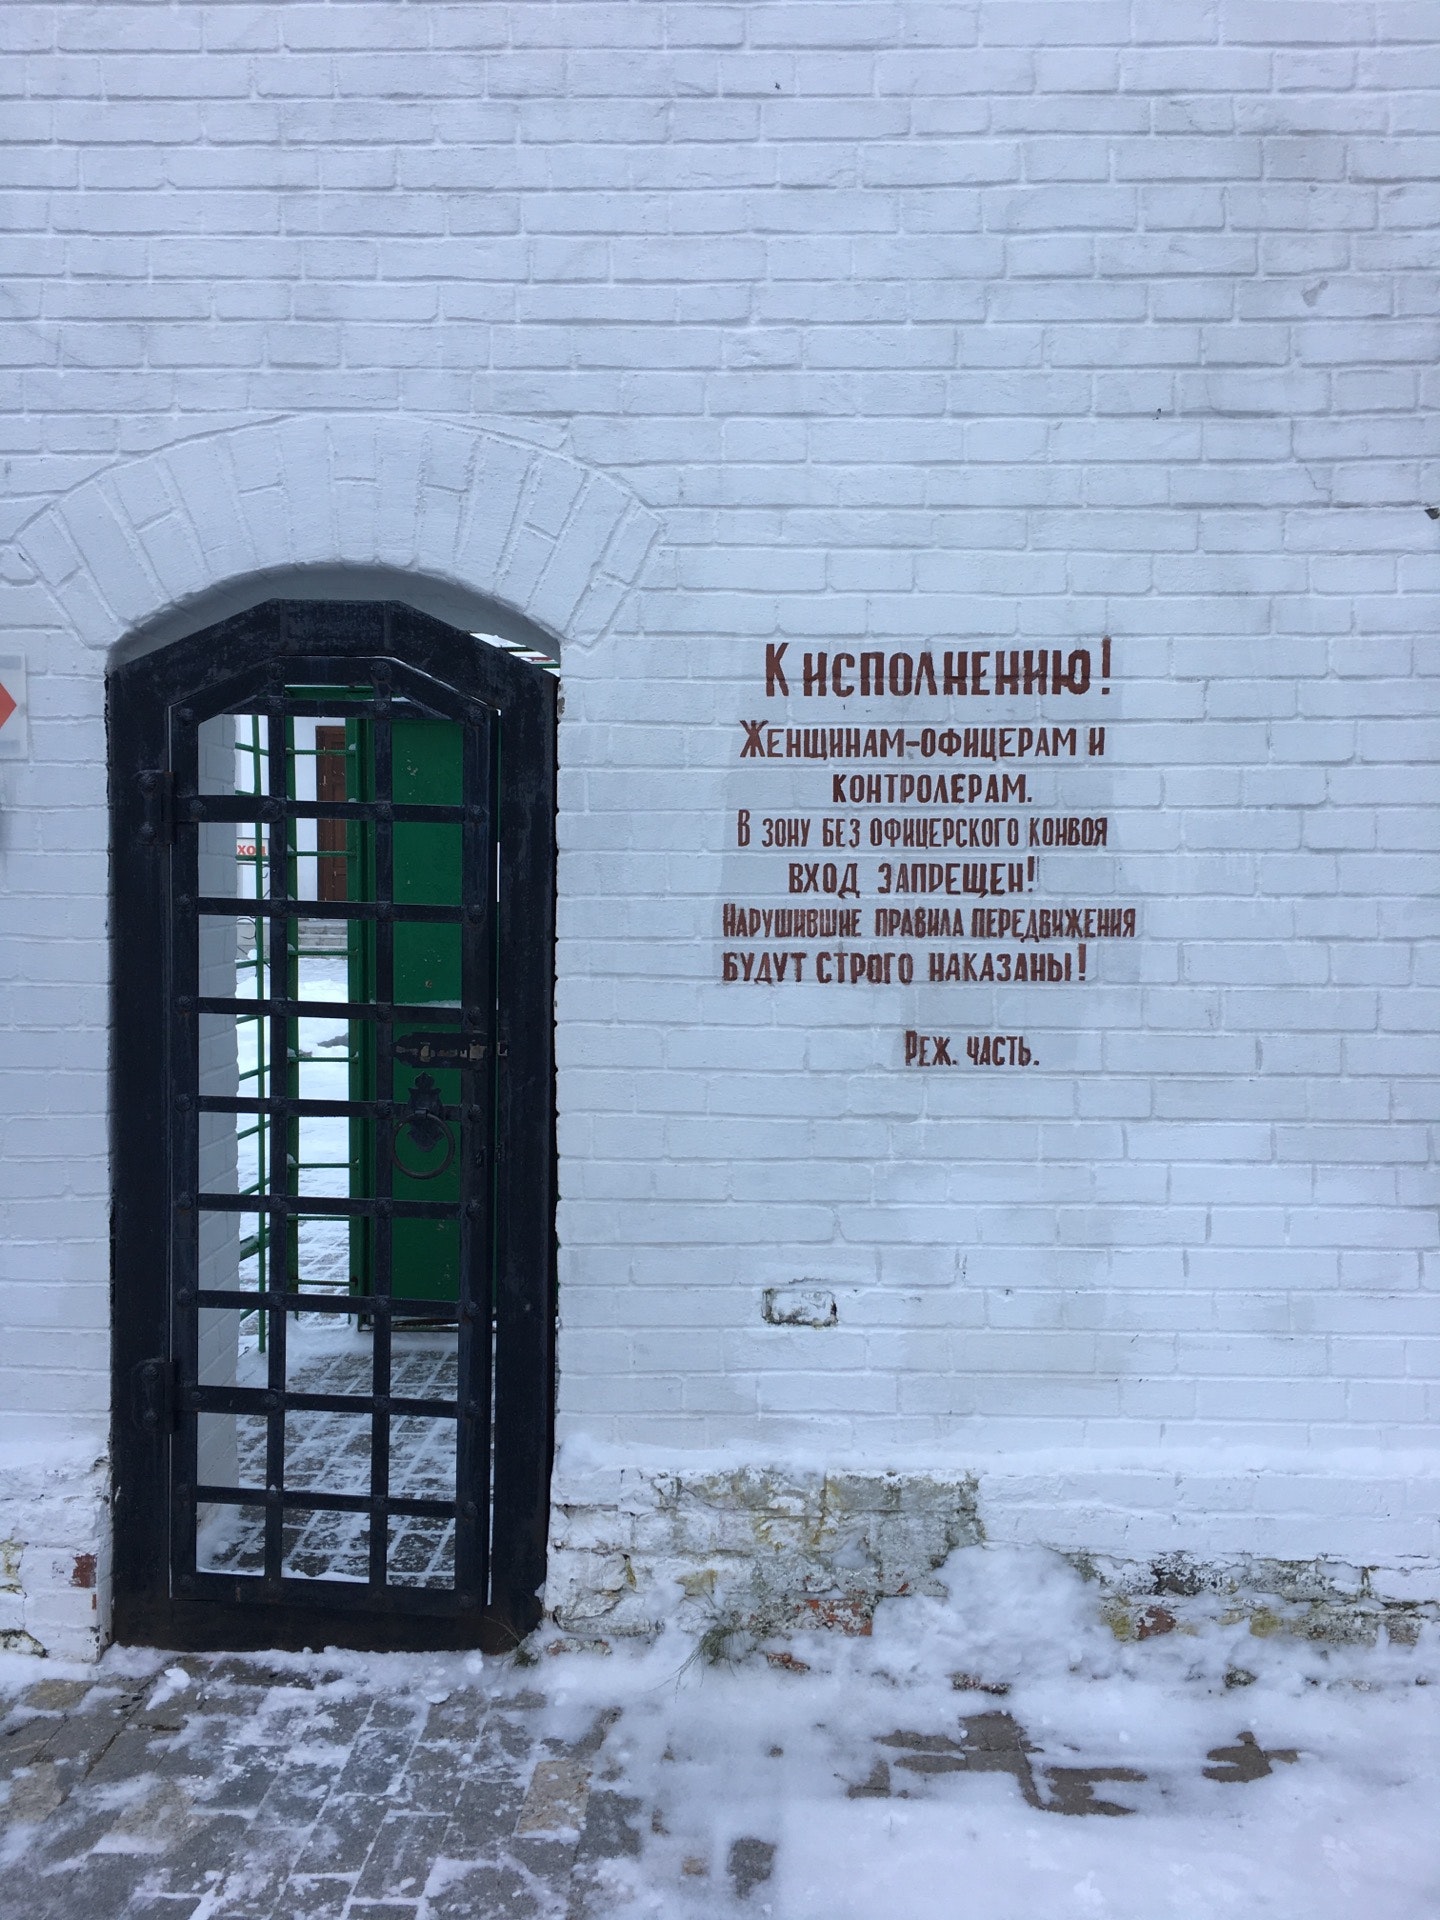 К исполнению!
Женщинам-офицерам и
контролерам.
В зону без офицерского конвоя
вход запрещен!
Нарушившие правила передвижения
будут строго наказаны!
Реж. часть.